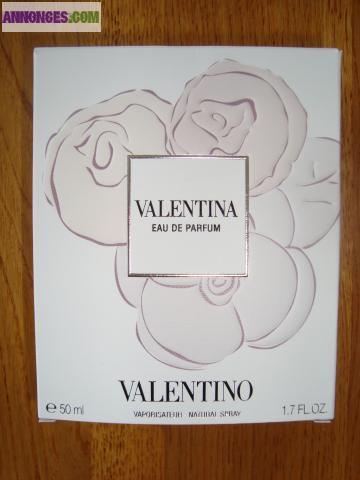 ANNONCES.COM
VALENTINA
EAU DE PARFUM
VALENTINO
e 50 ml VAPORISATEUR NATURAL SPRAY 1.7 FL.OZ.